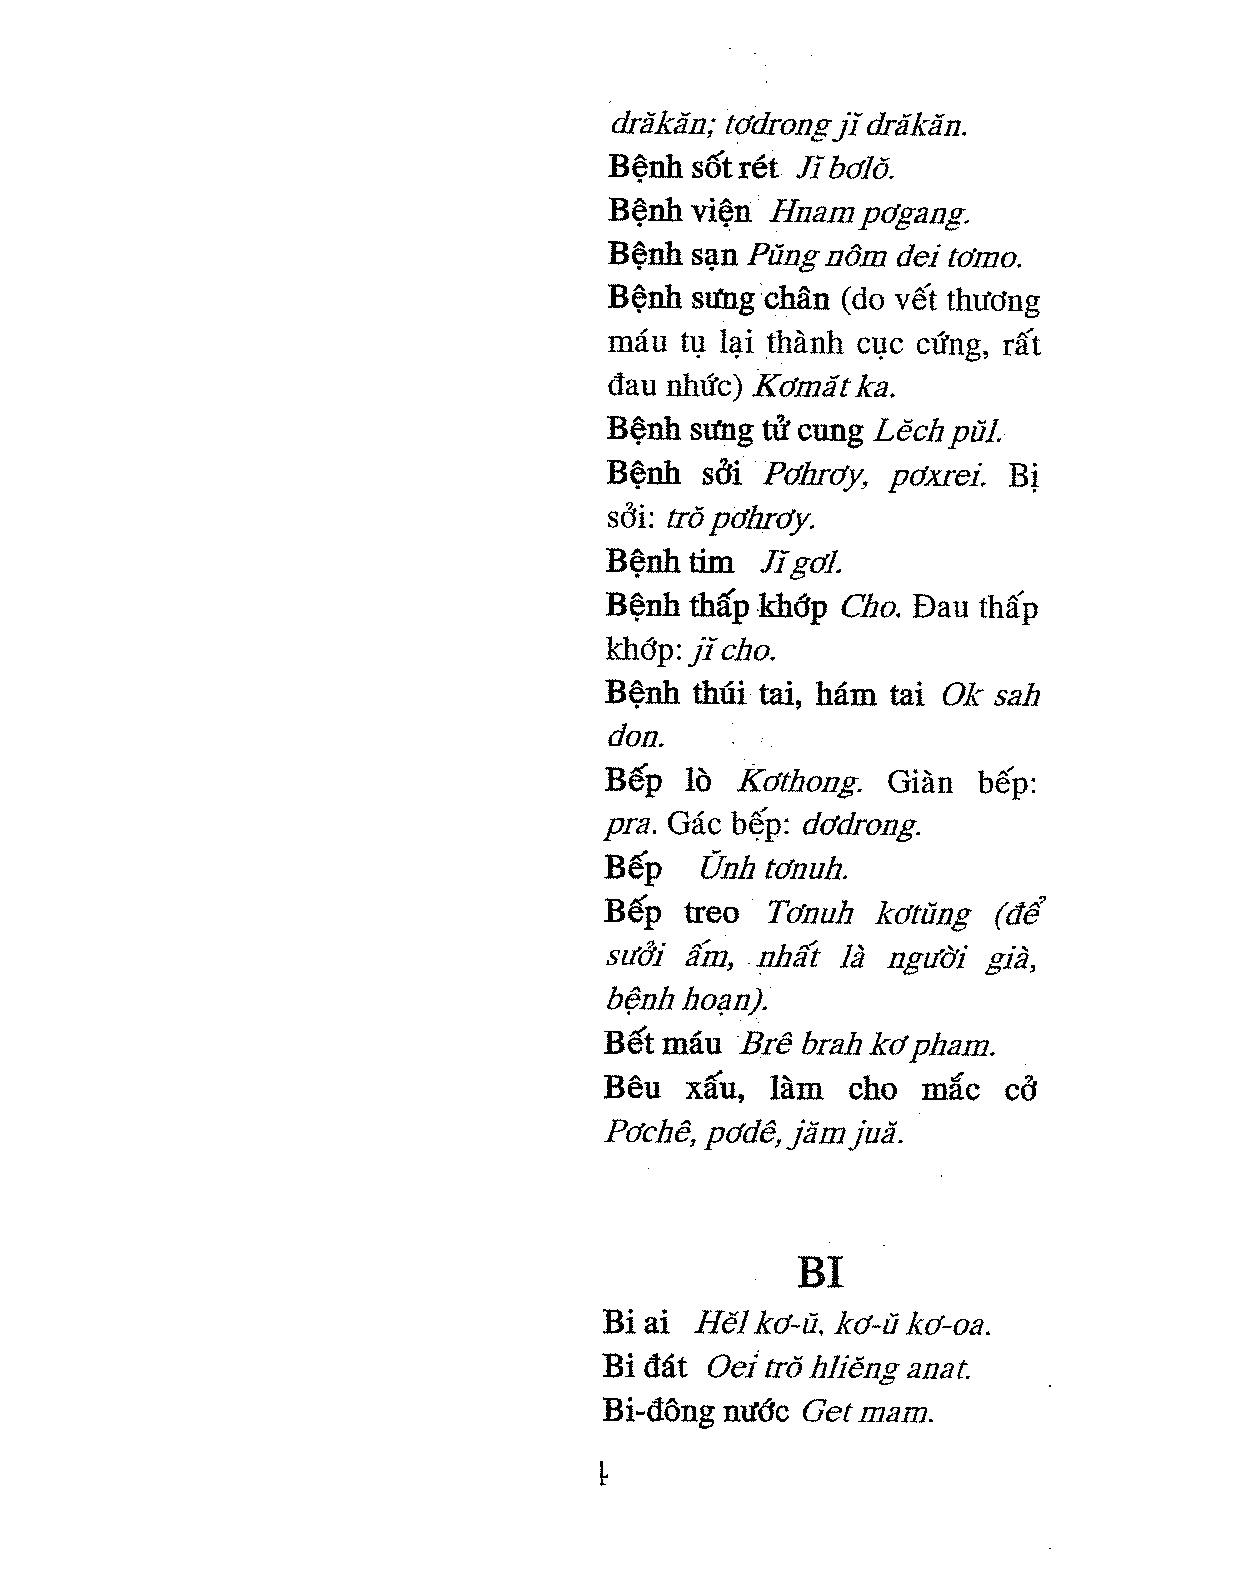 drăkăn; tơdrong jĭ drăkăn.
Bệnh sốt rét Jĭ bơlŏ.
Bệnh viện Hnam pơgang.
Bệnh sạn Pŭng nôm dei tơmo.
Bệnh sưng chân (do vết thương
máu tụ lại thành cục cứng, rất
đau nhức) Kơmăt ka.
Bệnh sưng tử cung Lĕch pŭl.
Bệnh sởi Pơhrơy, pơxrei. Bị
sởi: trŏ pơhrơy.
Bệnh tim Jĭ gơl.
Bệnh thấp khớp Cho. Đau thấp
khớp: jĭ cho.
Bệnh thúi tai, hám tai Ok sah
don.
Bếp lò Kơthong. Giàn bếp:
pra. Gác bếp: dơdrong.
Bếp Ŭnh tơnuh.
Bếp treo Tơnuh kơtŭng (để
sưởi ấm, nhất là người già,
bệnh hoạn).
Bết máu Brê brah kơ pham.
Bêu xấu, làm cho mắc cở
Pơchê, pơdê, jăm juă.
BI
Bi ai Hĕl kơ-ŭ, kơ-ŭ kơ-oa.
Bi đát Oei trŏ hliĕng anat.
Bi-đông nước Get mam.